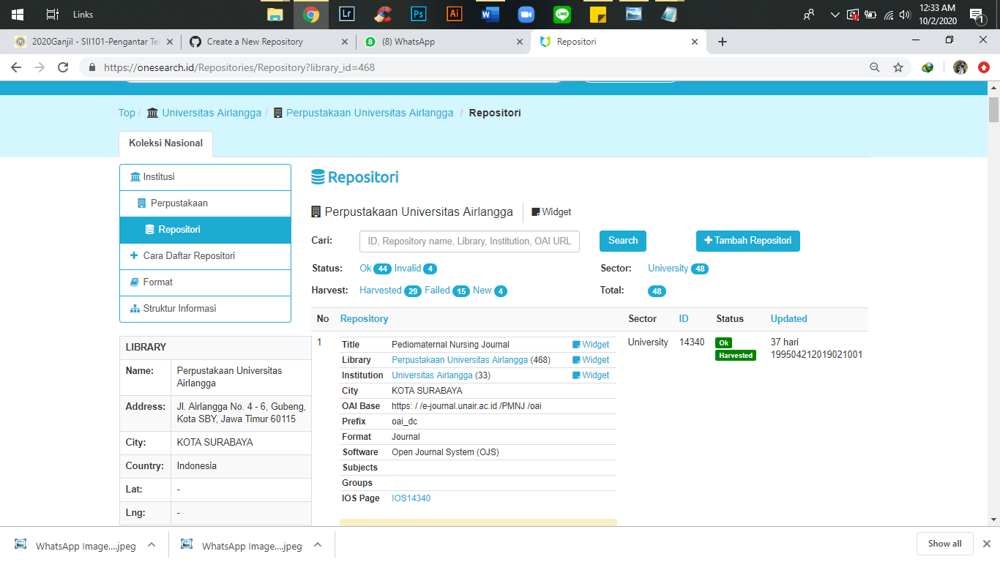 Links
12:33 AM
10/2/2020
1
2020Ganjil - SII101-Pengantar Te
Create a New Repository
8
(8) WhatsApp
Repositori
https://onesearch.id/Repositories/Repository?library_id=468
Top / Universitas Airlangga / Perpustakaan Universitas Airlangga / Repositori
Koleksi Nasional
Institusi
Perpustakaan
Repositori
Cara Daftar Repositori
Format
Struktur Informasi
LIBRARY
Name: Perpustakaan Universitas
Airlangga
Address: Jl. Airlangga No. 4 - 6, Gubeng,
Kota SBY, Jawa Timur 60115
City: KOTA SURABAYA
Country: Indonesia
Lat: -
Lng: -
Repositori
Perpustakaan Universitas Airlangga Widget
Cari: ID, Repository name, Library, Institution, OAI URL Search + Tambah Repositori
Status: Ok 44 Invalid 4 Sector: University 48
Harvest: Harvested 29 Failed 15 New 4 Total: 48
No Repository Sector ID Status Updated
1 Title Pediomaternal Nursing Journal Widget University 14340 Ok 37 hari
Library Perpustakaan Universitas Airlangga (468) Widget Harvested 199504212019021001
Institution Universitas Airlangga (33) Widget
City KOTA SURABAYA
OAI Base https: / /e-journal.unair.ac.id /PMNJ /oai
Prefix oai_dc
Format Journal
Software Open Journal System (OJS)
Subjects
Groups
IOS Page IOS14340
WhatsApp Image....jpeg
WhatsApp Image....jpeg
Show all
Lr
Ps
Ai
W
LINE